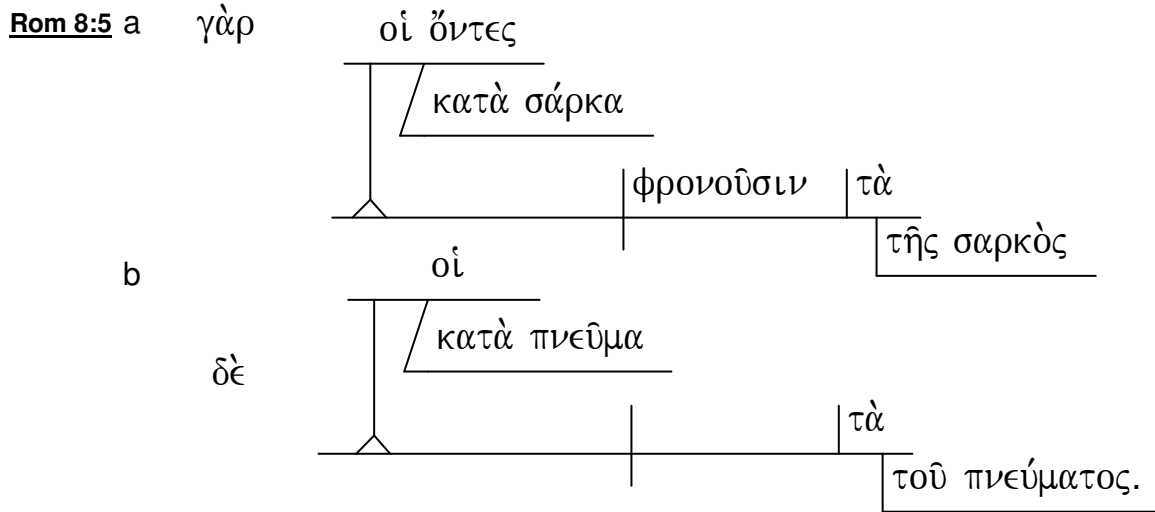 Rom 8:5 a γὰρ οἱ ὄντες
κατὰ σάρκα
φρονοῦσιν τὰ
τῆς σαρκὸς
b οἱ
κατὰ πνεῦμα
δὲ
τὰ
τοῦ πνεύματος.